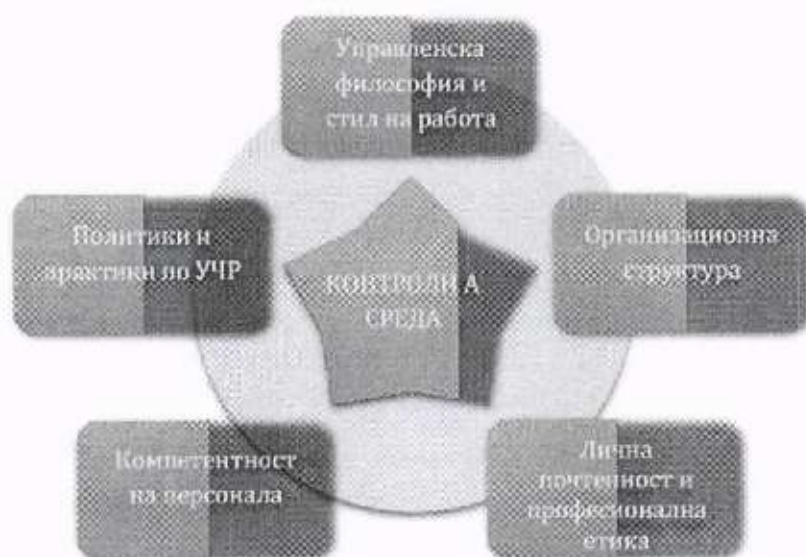 Управленска
философия и
стил на работа
Политики и
практики по УЧР
Организационна
структура
КОНТРОЛНА
СРЕДА
Компетентност
на персонала
Лична
почтеност и
професионална
етика